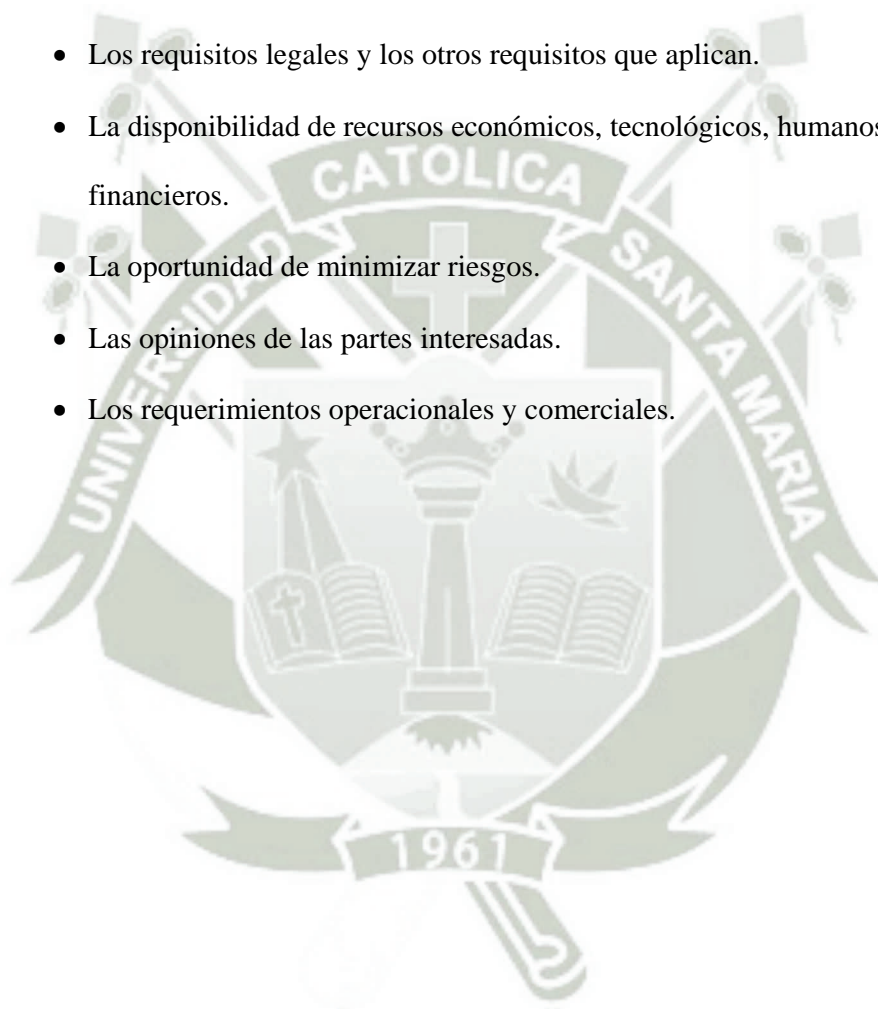 • Los requisitos legales y los otros requisitos que aplican.
• La disponibilidad de recursos económicos, tecnológicos, humanos
financieros.
• La oportunidad de minimizar riesgos.
• Las opiniones de las partes interesadas.
• Los requerimientos operacionales y comerciales.
UNIVERSIDAD CATOLICA SANTA MARIA
1961